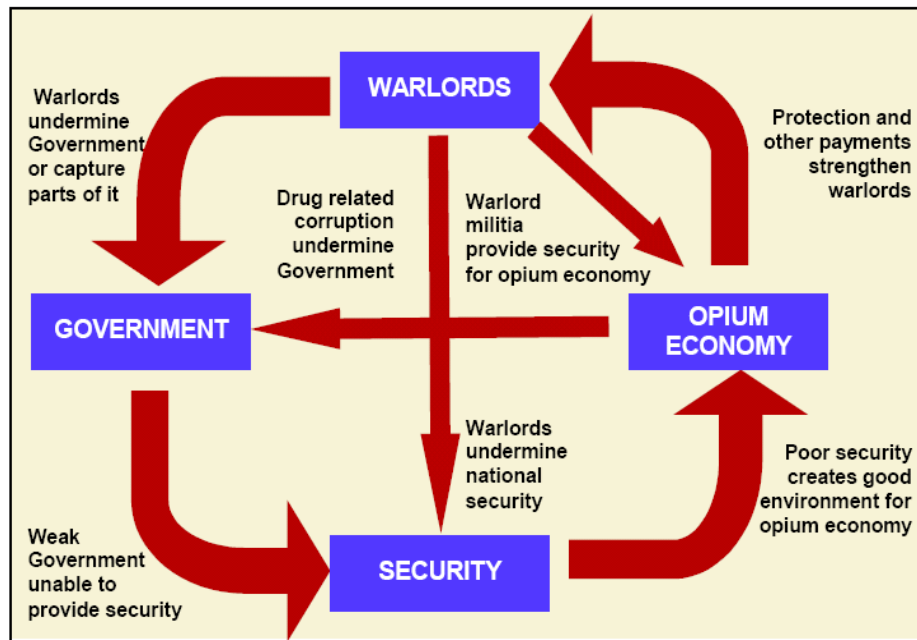 WARLORDS
Warlords
undermine
Government
or capture
parts of it
Protection and
other payments
strengthen
warlords
Drug related
corruption
undermine
Government
Warlord
militia
provide security
for opium economy
GOVERNMENT
OPIUM
ECONOMY
Warlords
undermine
national
security
Poor security
creates good
environment for
opium economy
Weak
Government
unable to
provide security
SECURITY